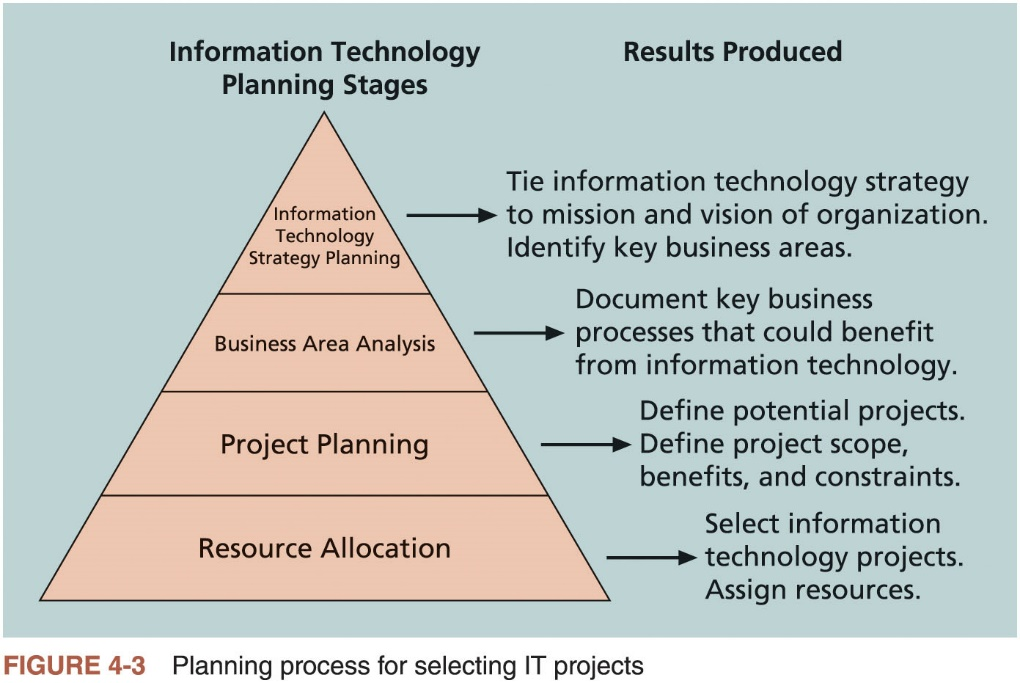 Information Technology
Planning Stages
Results Produced
Information
Technology
Strategy Planning
Tie information technology strategy
to mission and vision of organization.
Identify key business areas.
Business Area Analysis
Document key business
processes that could benefit
from information technology.
Project Planning
Define potential projects.
Define project scope,
benefits, and constraints.
Resource Allocation
Select information
technology projects.
Assign resources.
FIGURE 4-3 Planning process for selecting IT projects